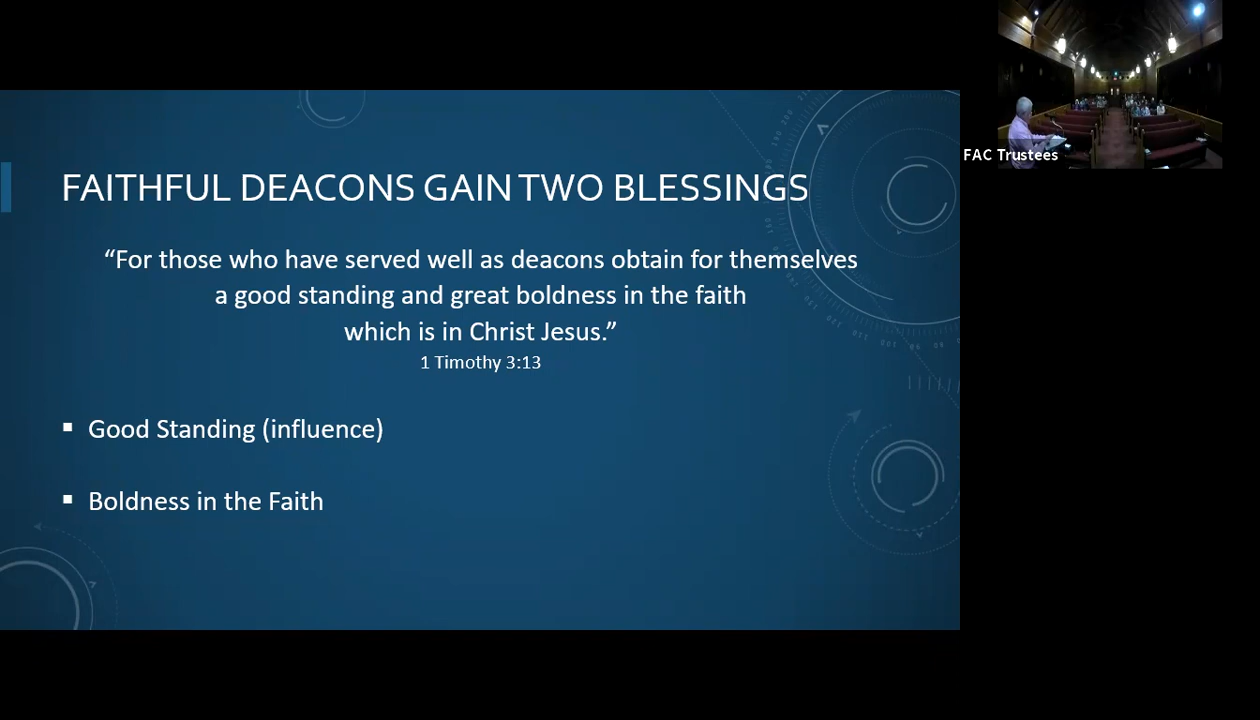 FAITHFUL DEACONS GAIN TWO BLESSINGS
“For those who have served well as deacons obtain for themselves
a good standing and great boldness in the faith
which is in Christ Jesus.”
1 Timothy 3:13
▪ Good Standing (influence)
▪ Boldness in the Faith
FAC Trustees